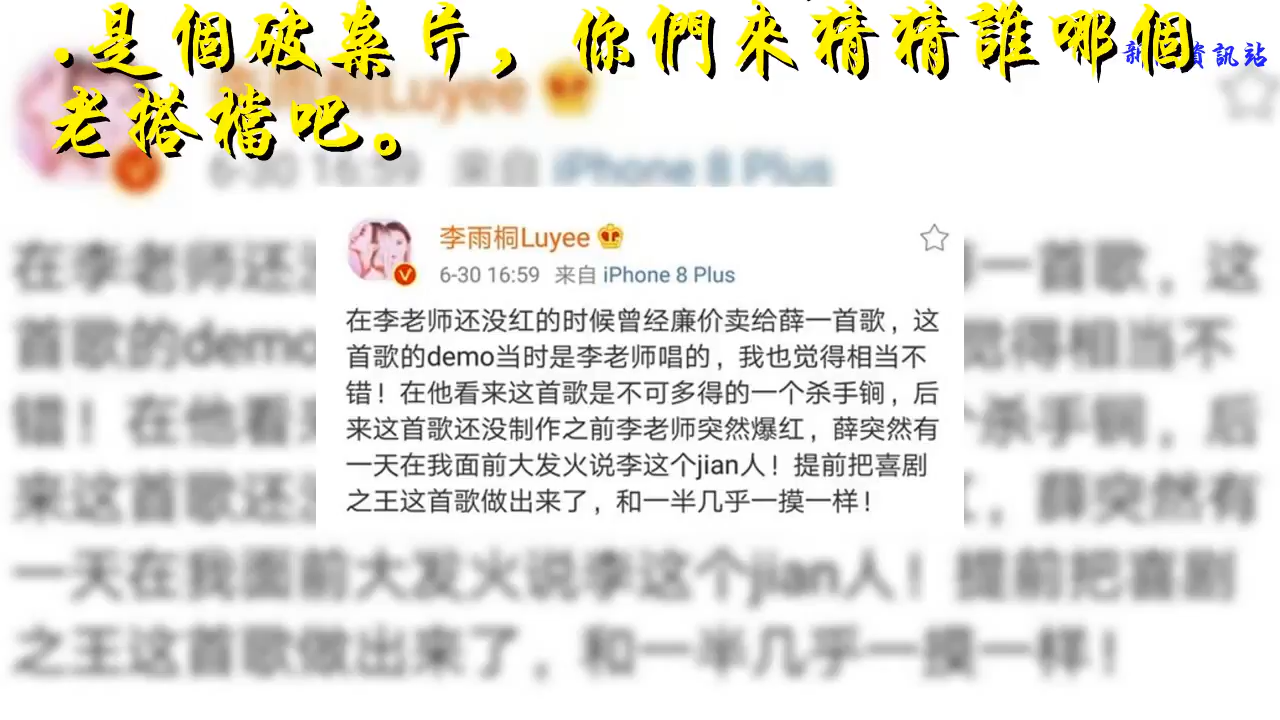 .是個破案片，你們來猜猜誰哪個
老搭檔吧。
新 資訊站
李雨桐Luyee
6-30 16:59 来自 iPhone 8 Plus
在李老师还没红的时候曾经廉价卖给薛一首歌，这
首歌的demo当时是李老师唱的，我也觉得相当不
错！在他看来这首歌是不可多得的一个杀手锏，后
来这首歌还没制作之前李老师突然爆红，薛突然有
一天在我面前大发火说李这个jian人！提前把喜剧
之王这首歌做出来了，和一半几乎一摸一样！